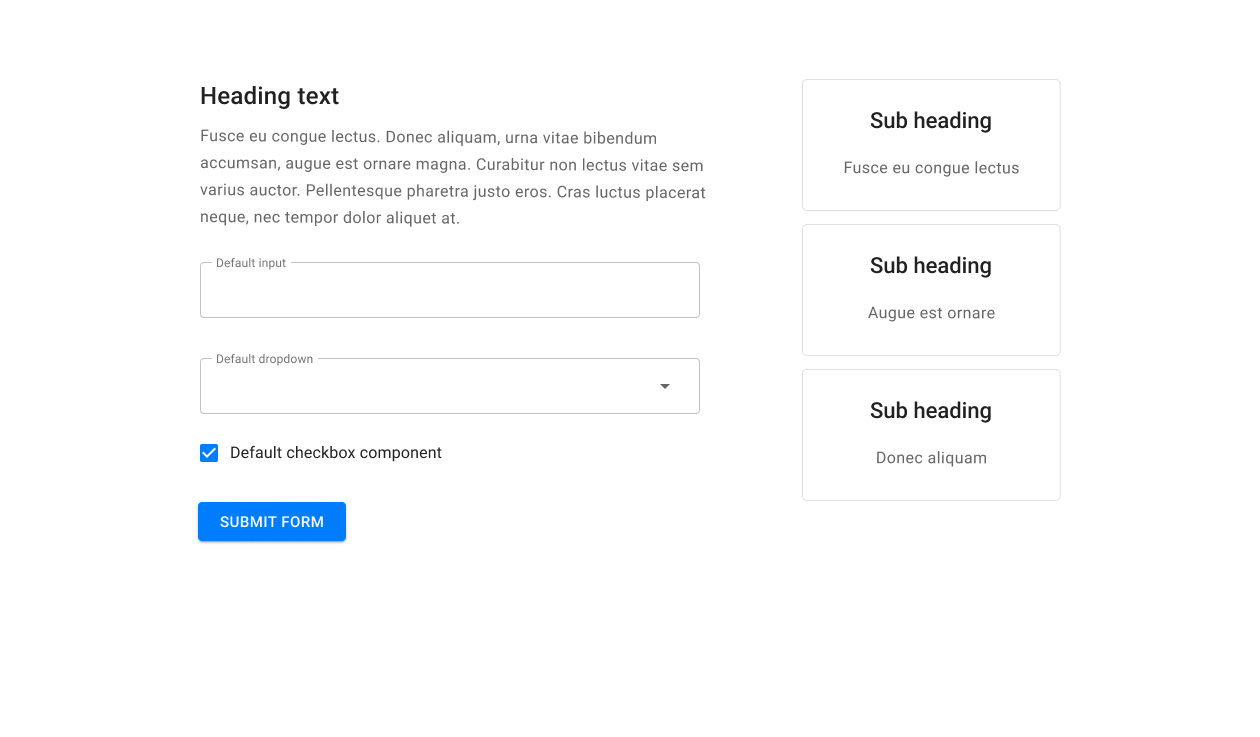 Heading text
Fusce eu congue lectus. Donec aliquam, urna vitae bibendum
accumsan, augue est ornare magna. Curabitur non lectus vitae sem
varius auctor. Pellentesque pharetra justo eros. Cras luctus placerat
neque, nec tempor dolor aliquet at.
Default input
Default dropdown
Default checkbox component
SUBMIT FORM
Sub heading
Fusce eu congue lectus
Sub heading
Augue est ornare
Sub heading
Donec aliquam